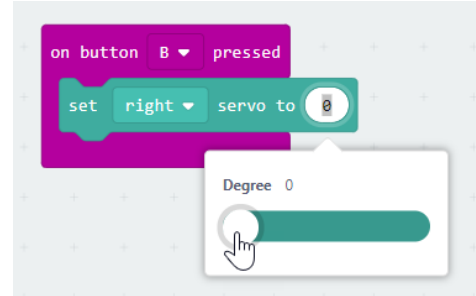 on button B pressed
set right servo to 0
Degree 0